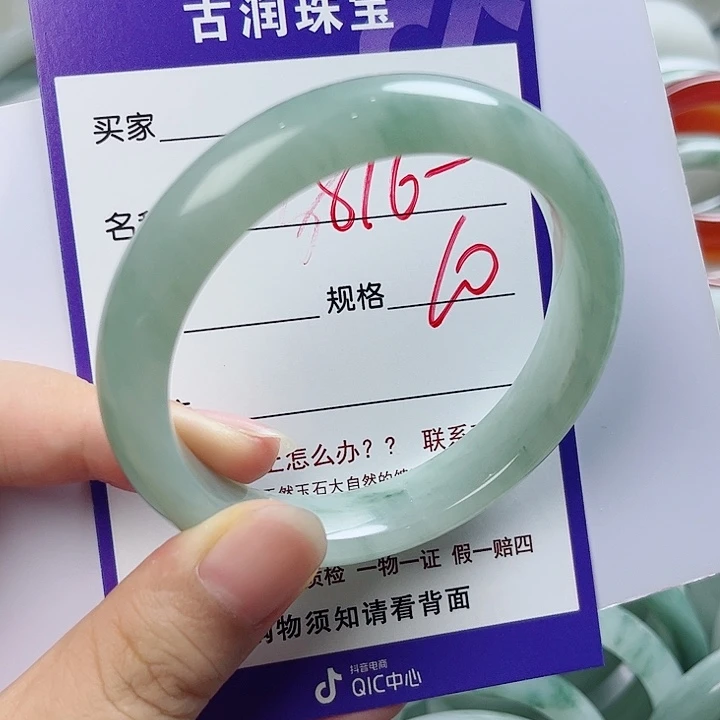 古润珠宝
买家
816-
规格 60
怎么办？？ 联系
天然玉石大自然的
质检 一物一证 假一赔四
购物须知请看背面
抖音电商
QIC中心